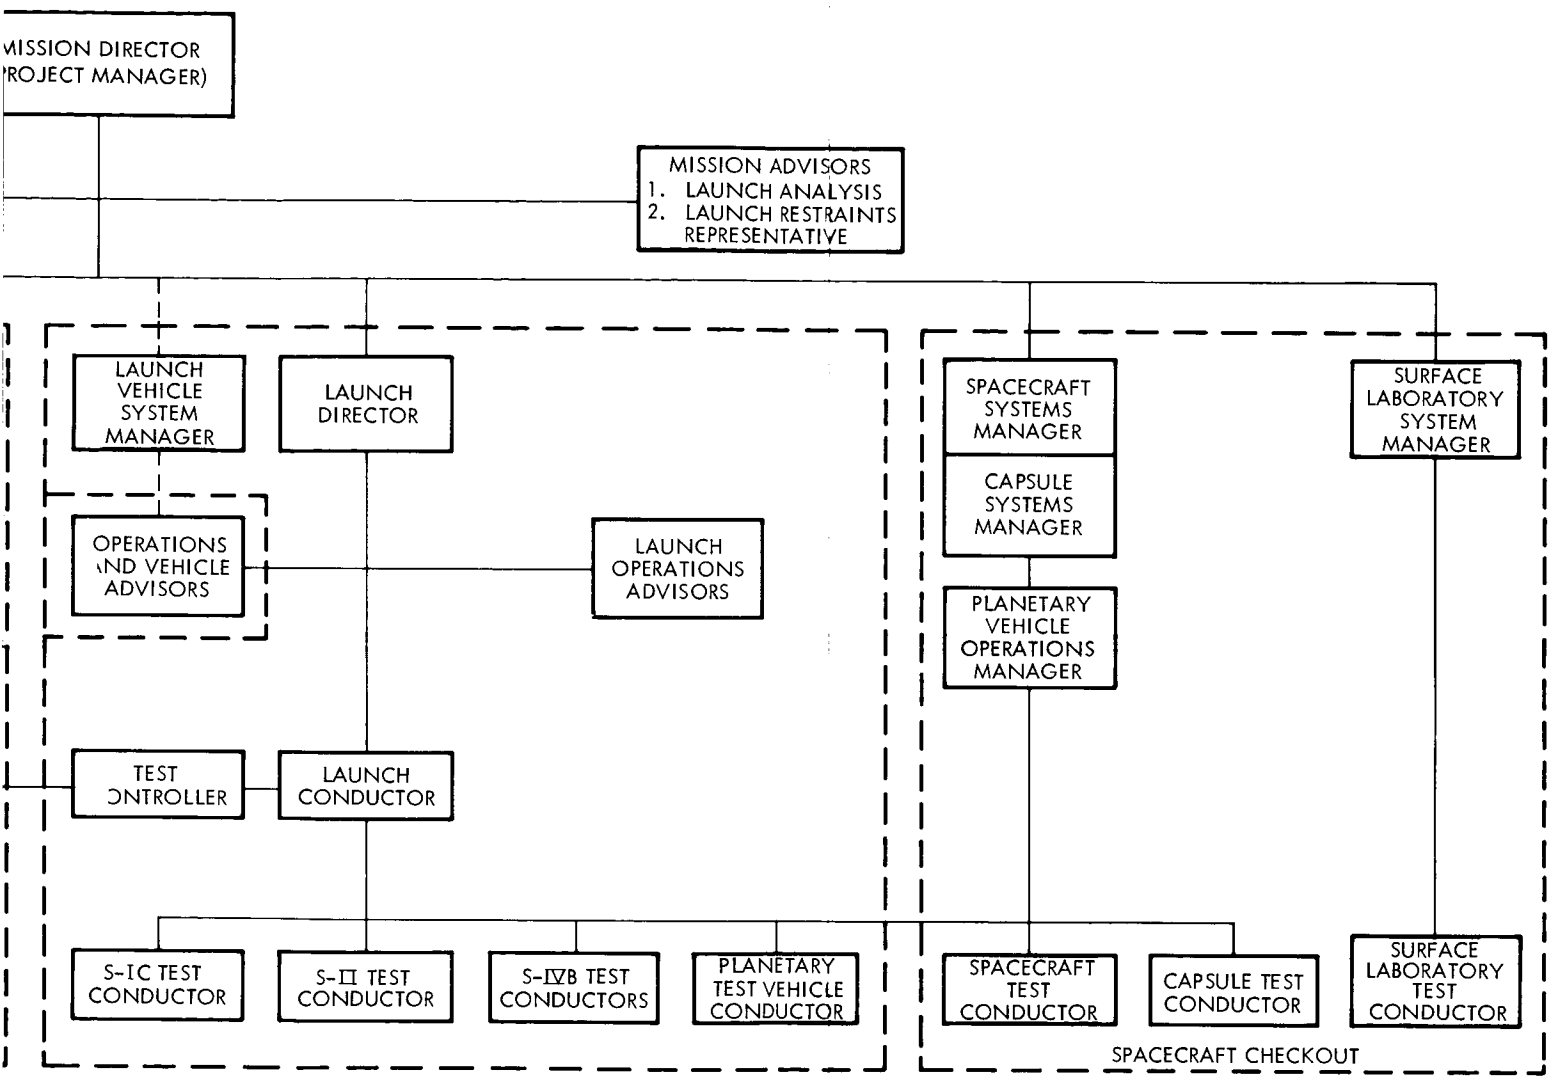 MISSION DIRECTOR
PROJECT MANAGER)
MISSION ADVISORS
1. LAUNCH ANALYSIS
2. LAUNCH RESTRAINTS
REPRESENTATIVE
LAUNCH
VEHICLE
SYSTEM
MANAGER
LAUNCH
DIRECTOR
SPACECRAFT
SYSTEMS
MANAGER
SURFACE
LABORATORY
SYSTEM
MANAGER
CAPSULE
SYSTEMS
MANAGER
OPERATIONS
AND VEHICLE
ADVISORS
LAUNCH
OPERATIONS
ADVISORS
PLANETARY
VEHICLE
OPERATIONS
MANAGER
TEST
CONTROLLER
LAUNCH
CONDUCTOR
S-IC TEST
CONDUCTOR
S-II TEST
CONDUCTOR
S-IVB TEST
CONDUCTORS
PLANETARY
TEST VEHICLE
CONDUCTOR
SPACECRAFT
TEST
CONDUCTOR
CAPSULE TEST
CONDUCTOR
SURFACE
LABORATORY
TEST
CONDUCTOR
SPACECRAFT CHECKOUT